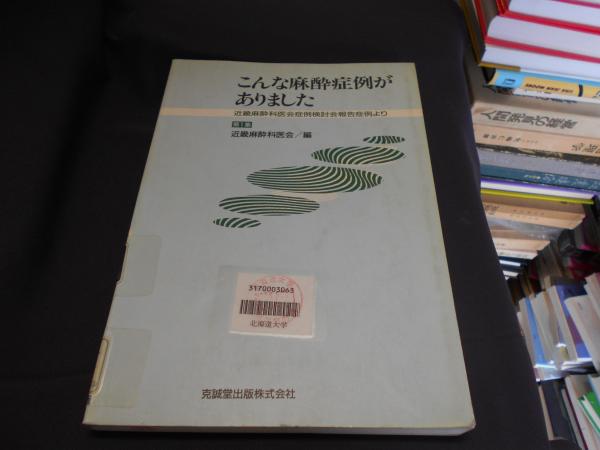 こんな麻酔症例が
ありました
近畿麻酔科医会症例検討会報告症例より
第1集
近畿麻酔科医会/編
3170003063
北海道大学
克誠堂出版株式会社